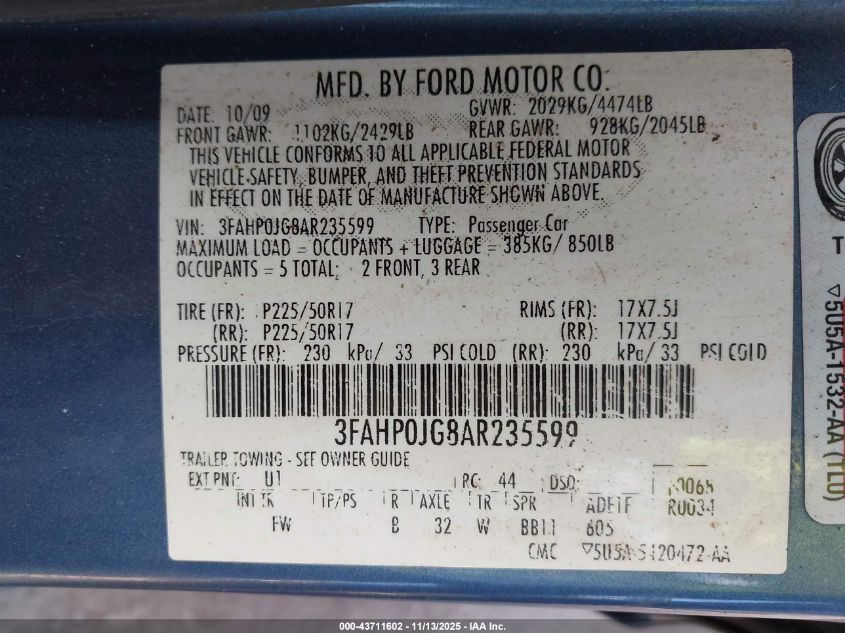 MFD. BY FORD MOTOR CO.
DATE: 10/09 GVWR: 2029KG/4474LB
FRONT GAWR: 1102KG/2429LB REAR GAWR: 928KG/2045LB
THIS VEHICLE CONFORMS TO ALL APPLICABLE FEDERAL MOTOR
VEHICLE SAFETY, BUMPER, AND THEFT PREVENTION STANDARDS
IN EFFECT ON THE DATE OF MANUFACTURE SHOWN ABOVE.
VIN: 3FAHP0JG8AR235599 TYPE: Passenger Car
MAXIMUM LOAD = OCCUPANTS + LUGGAGE = 385KG/ 850LB
OCCUPANTS = 5 TOTAL; 2 FRONT, 3 REAR
TIRE (FR): P225/50R17 RIMS (FR): 17X7.5J
(RR): P225/50R17 (RR): 17X7.5J
PRESSURE (FR): 230 kPa/ 33 PSI COLD (RR): 230 kPa/ 33 PSI COLD
3FAHP0JG8AR235599
TRAILER TOWING - SEE OWNER GUIDE
EXT PNT: U1 RC: 44 DSO:
INT TR TP/PS R AXLE TR SPR R0034
FW B 32 W BB11 605
CMC ▽5U5A-5420472-AA
T
▽5U5A-1532-AA (TLU)
000-43711602 - 11/13/2025 - IAA Inc.